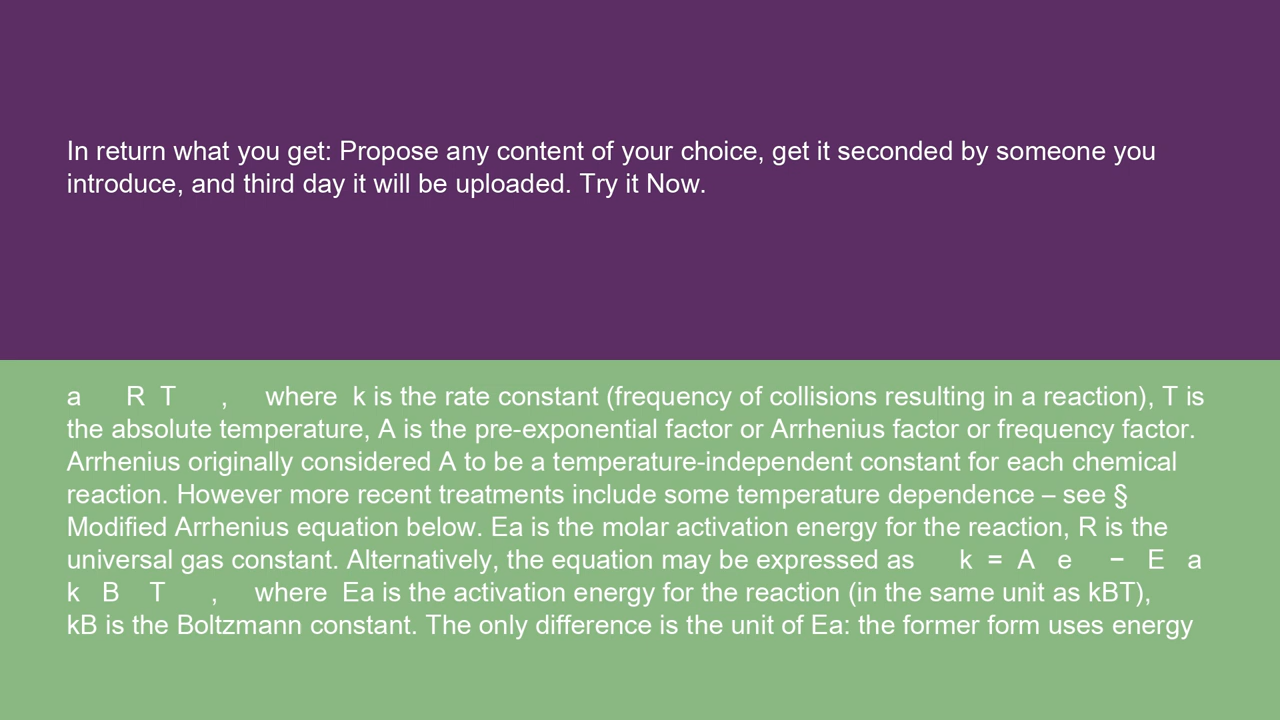 In return what you get: Propose any content of your choice, get it seconded by someone you
introduce, and third day it will be uploaded. Try it Now.
a R T , where k is the rate constant (frequency of collisions resulting in a reaction), T is
the absolute temperature, A is the pre-exponential factor or Arrhenius factor or frequency factor.
Arrhenius originally considered A to be a temperature-independent constant for each chemical
reaction. However more recent treatments include some temperature dependence – see §
Modified Arrhenius equation below. Ea is the molar activation energy for the reaction, R is the
universal gas constant. Alternatively, the equation may be expressed as k = A e − E a
k B T , where Ea is the activation energy for the reaction (in the same unit as kBT),
kB is the Boltzmann constant. The only difference is the unit of Ea: the former form uses energy